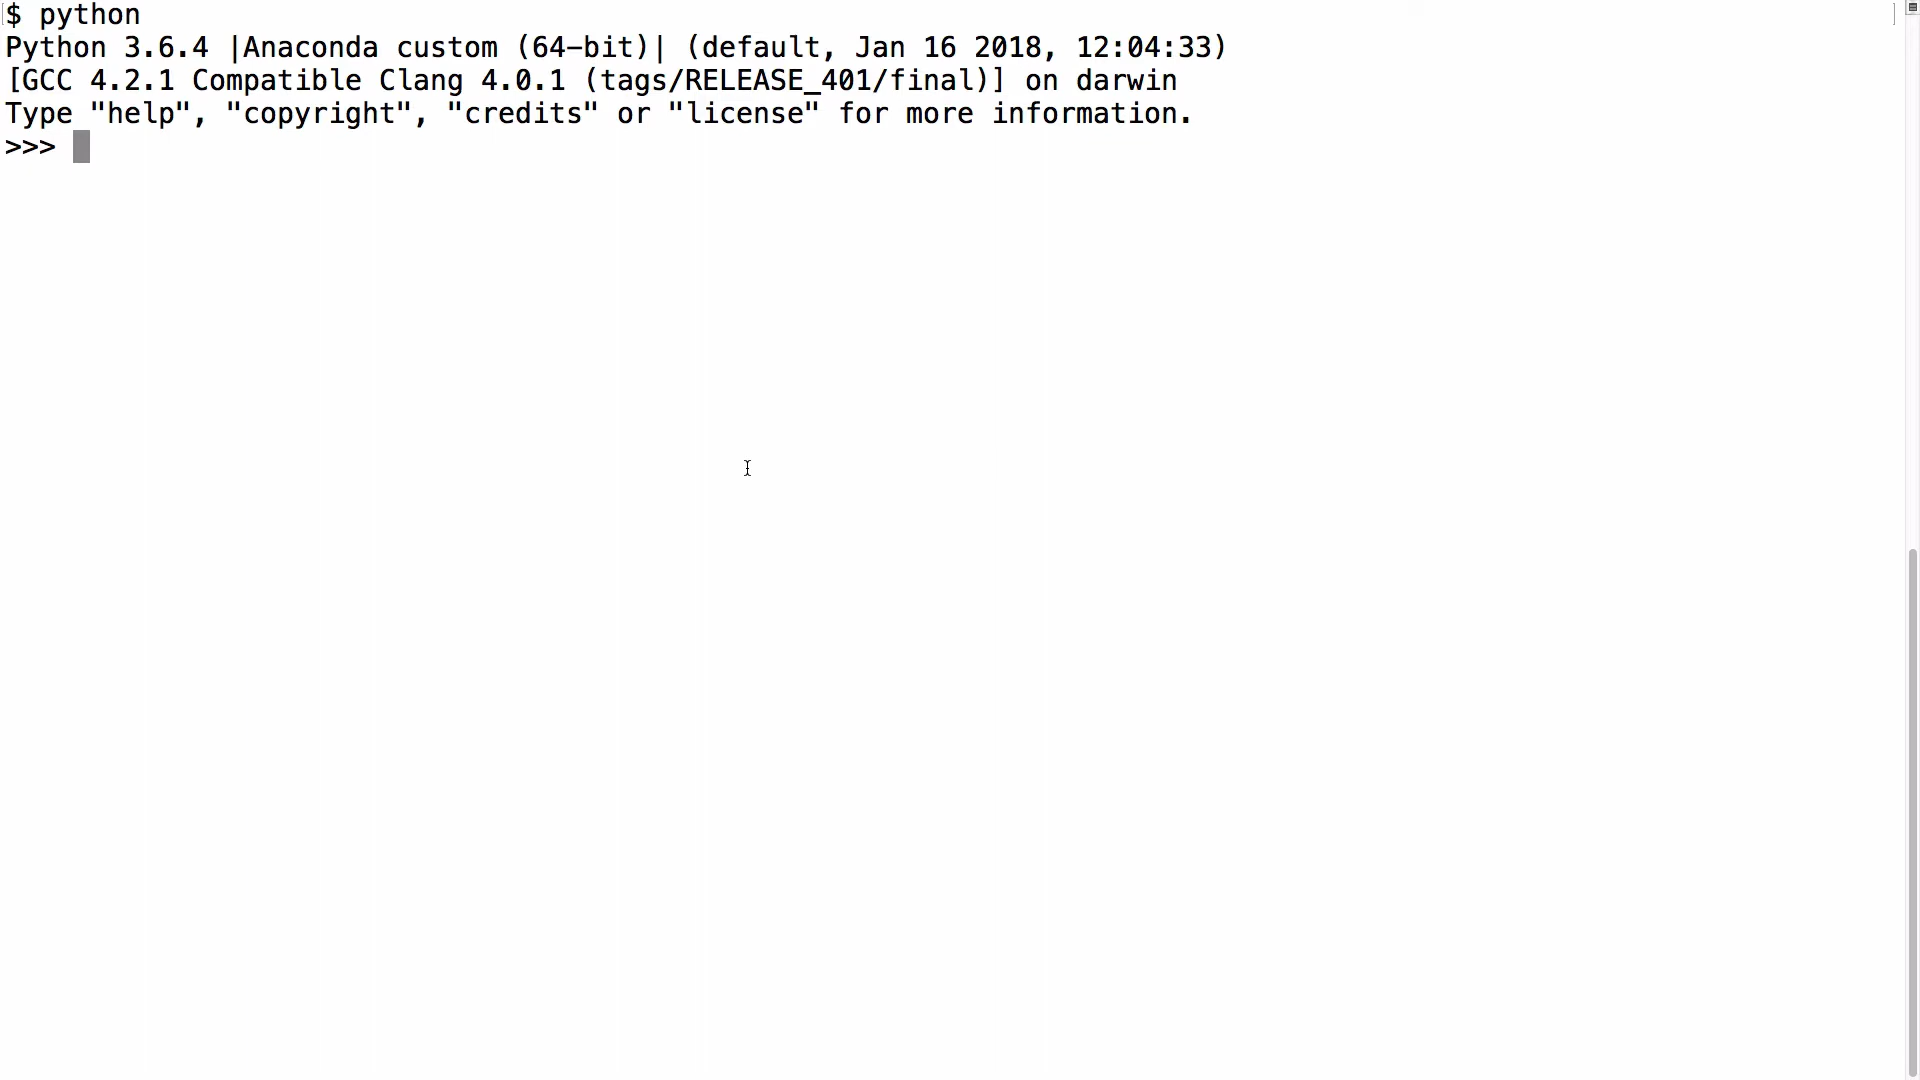 $ python
Python 3.6.4 |Anaconda custom (64-bit)| (default, Jan 16 2018, 12:04:33)
[GCC 4.2.1 Compatible Clang 4.0.1 (tags/RELEASE_401/final)] on darwin
Type "help", "copyright", "credits" or "license" for more information.
>>>